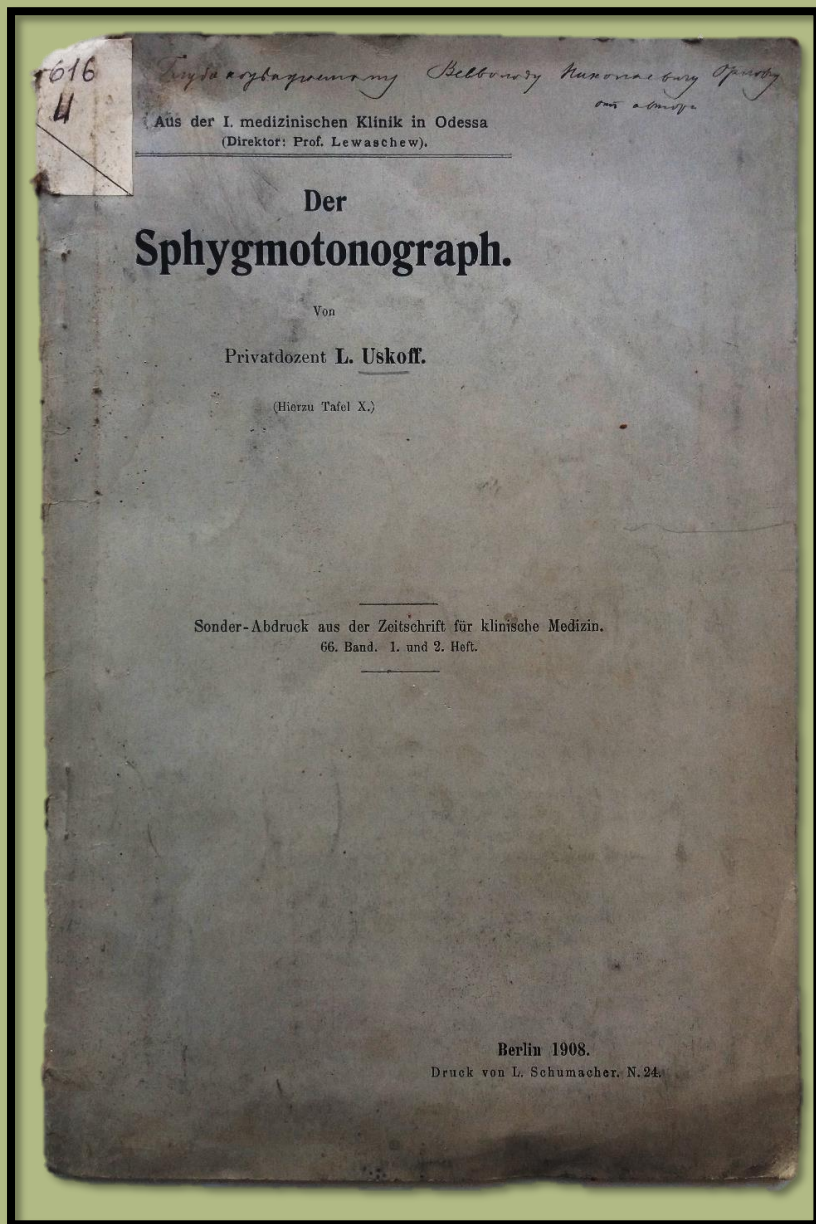 616
Глубокоуважаемому Всеволоду Николаевичу Орлову
отъ автора
Aus der I. medizinischen Klinik in Odessa
(Direktor: Prof. Lewaschew).
Der
Sphygmotonograph.
Von
Privatdozent L. Uskoff.
(Hierzu Tafel X.)
Sonder-Abdruck aus der Zeitschrift für klinische Medizin.
66. Band. 1. und 2. Heft.
Berlin 1908.
Druck von L. Schumacher. N. 24.